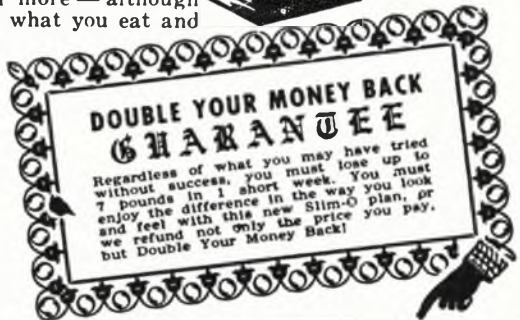 more — although
what you eat and
DOUBLE YOUR MONEY BACK
GUARANTEE
Regardless of what you may have tried
without success, you must lose up to
7 pounds in 1 short week. You must
enjoy the difference in the way you look
and feel with this new Slim-O plan, or
we refund not only the price you pay,
but Double Your Money Back!